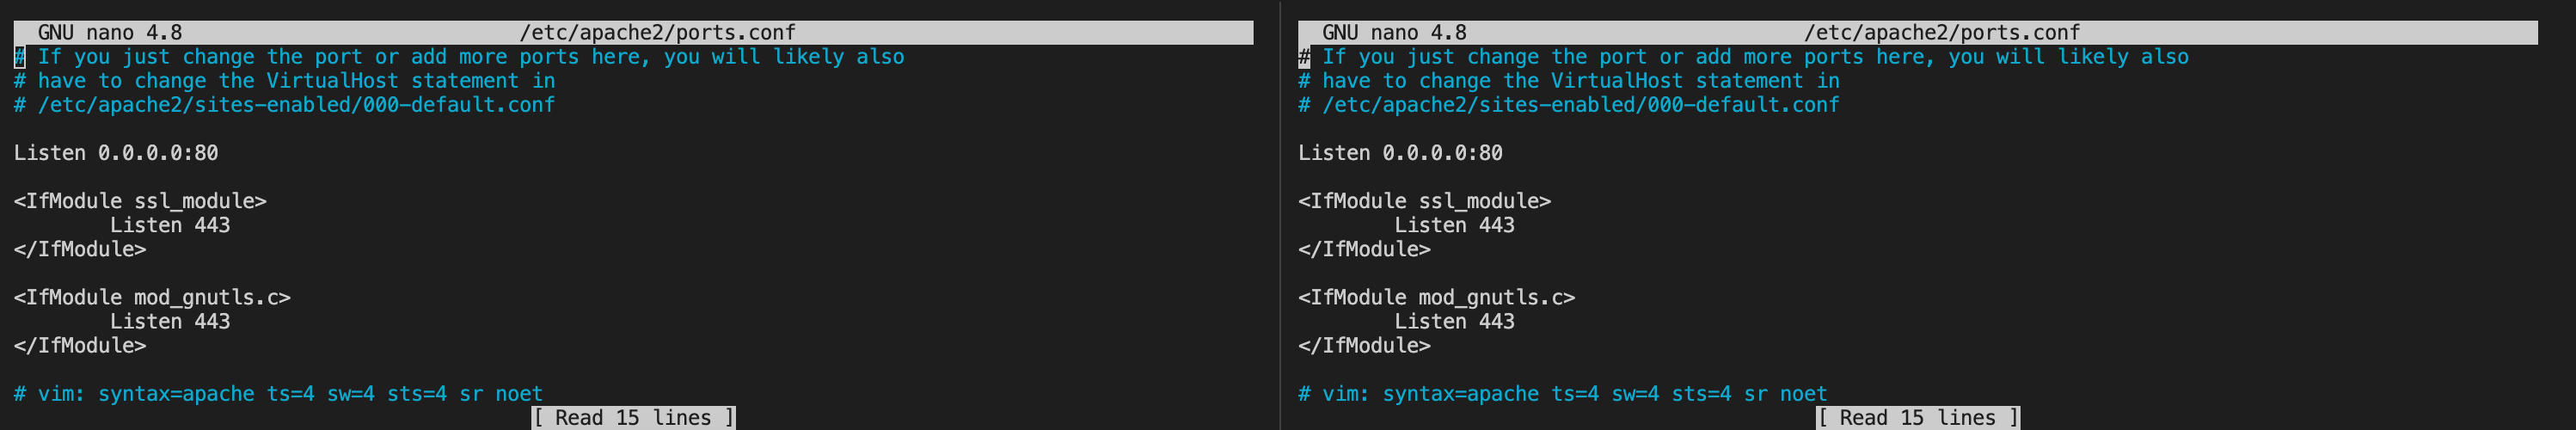 GNU nano 4.8 /etc/apache2/ports.conf
# If you just change the port or add more ports here, you will likely also
# have to change the VirtualHost statement in
# /etc/apache2/sites-enabled/000-default.conf
Listen 0.0.0.0:80
<IfModule ssl_module>
Listen 443
</IfModule>
<IfModule mod_gnutls.c>
Listen 443
</IfModule>
# vim: syntax=apache ts=4 sw=4 sts=4 sr noet
[ Read 15 lines ]
GNU nano 4.8 /etc/apache2/ports.conf
# If you just change the port or add more ports here, you will likely also
# have to change the VirtualHost statement in
# /etc/apache2/sites-enabled/000-default.conf
Listen 0.0.0.0:80
<IfModule ssl_module>
Listen 443
</IfModule>
<IfModule mod_gnutls.c>
Listen 443
</IfModule>
# vim: syntax=apache ts=4 sw=4 sts=4 sr noet
[ Read 15 lines ]